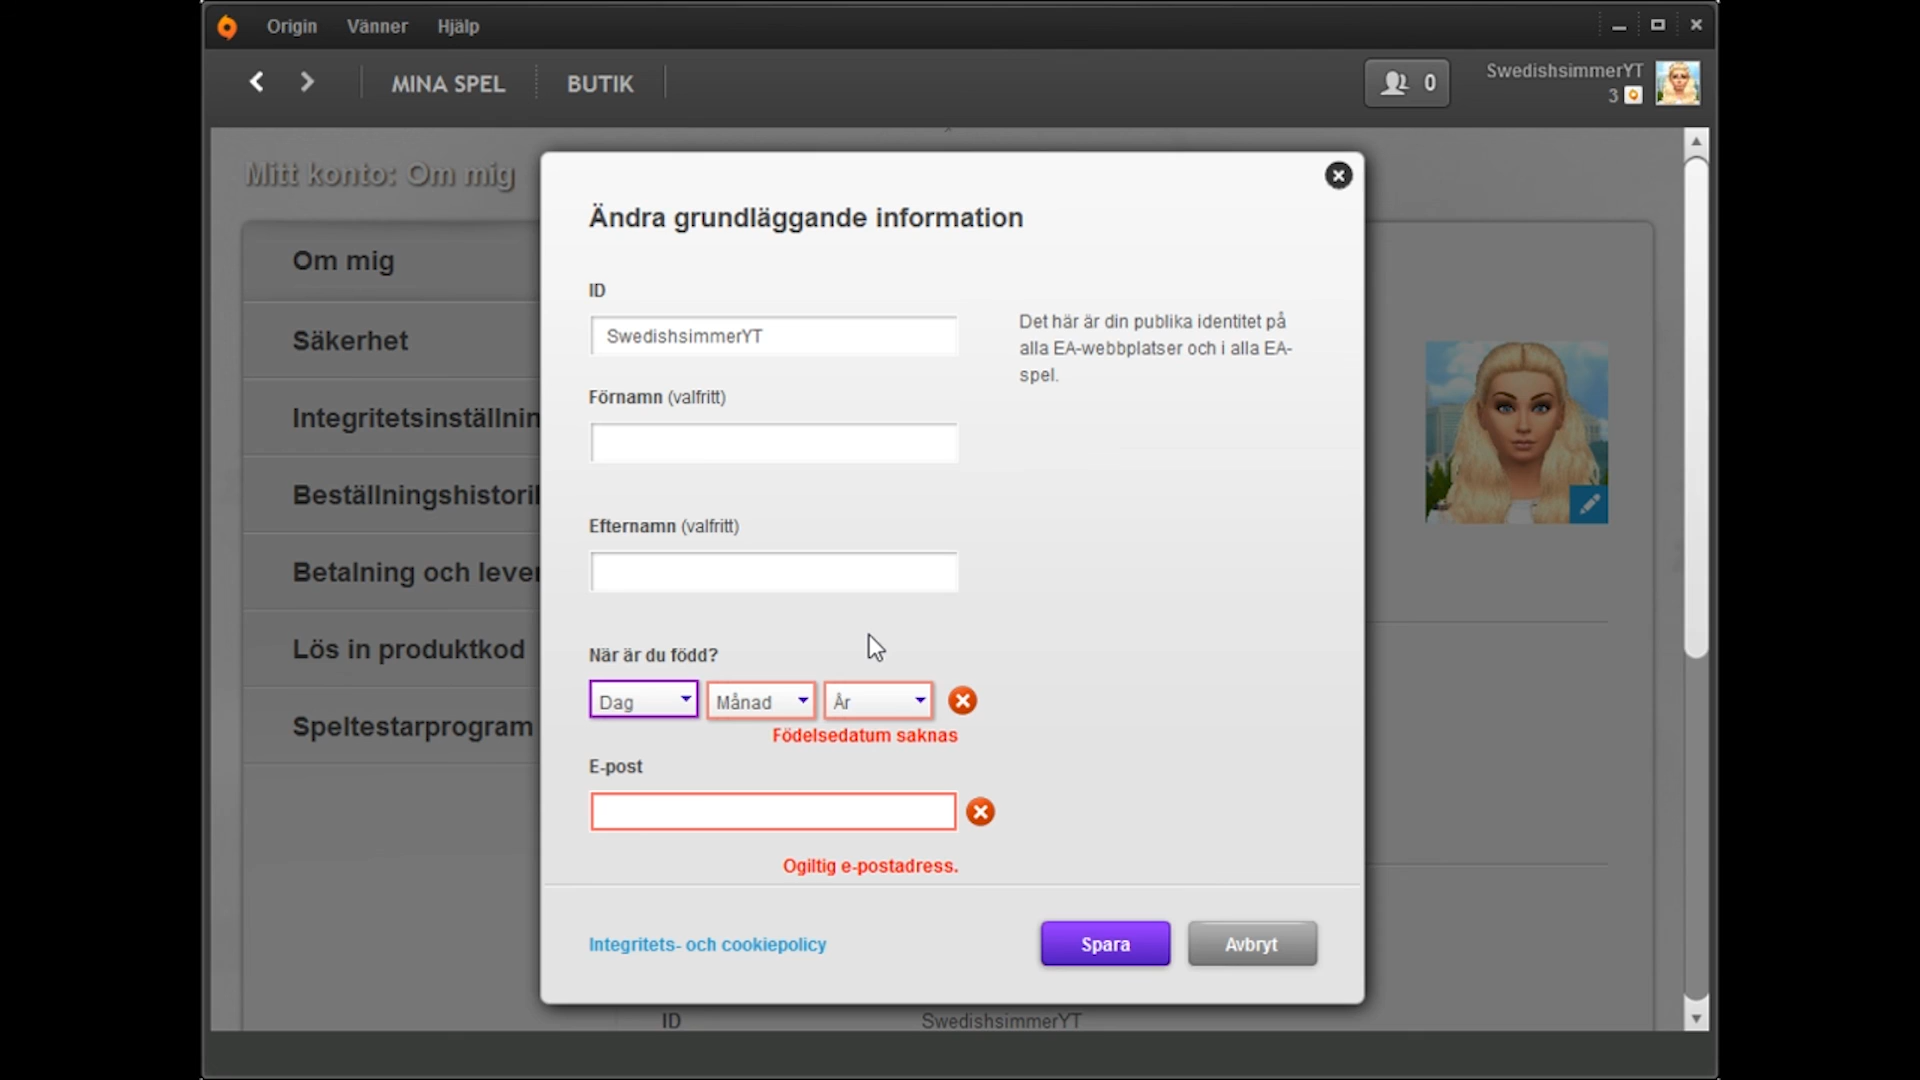 Origin Vänner Hjälp
MINA SPEL BUTIK 0 SwedishsimmerYT
3
Mitt konto: Om mig
Om mig
Säkerhet
Integritetsinställnin
Beställningshistorik
Betalning och lever
Lös in produktkod
Speltestarprogram
Ändra grundläggande information
ID
SwedishsimmerYT
Det här är din publika identitet på
alla EA-webbplatser och i alla EA-
spel.
Förnamn (valfritt)
Efternamn (valfritt)
När är du född?
Dag Månad År
Födelsedatum saknas
E-post
Ogiltig e-postadress.
Integritets- och cookiepolicy Spara Avbryt
ID SwedishsimmerYT